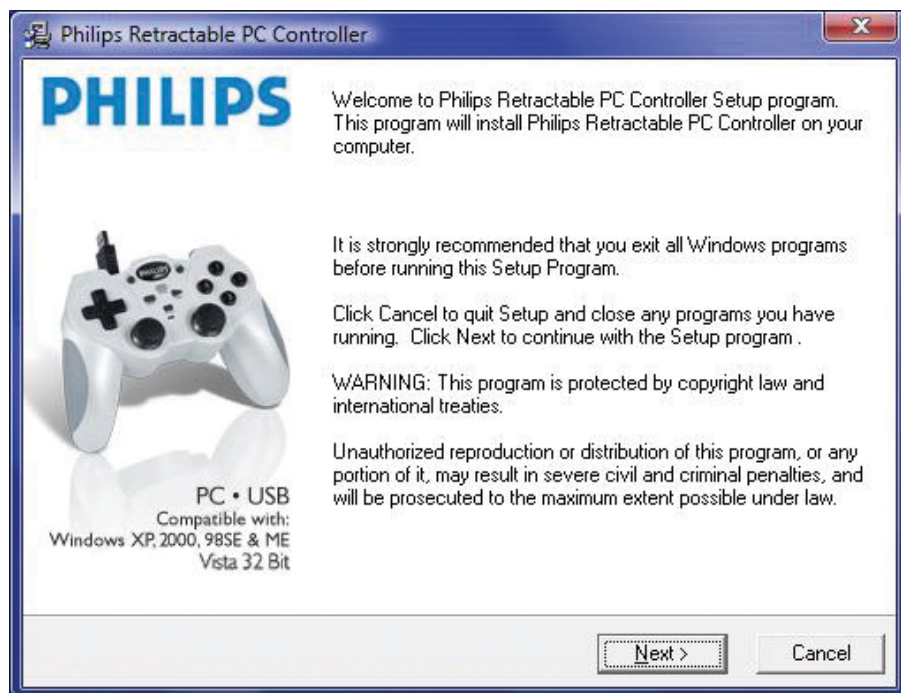 Philips Retractable PC Controller
X
PHILIPS
Welcome to Philips Retractable PC Controller Setup program.
This program will install Philips Retractable PC Controller on your
computer.
It is strongly recommended that you exit all Windows programs
before running this Setup Program.
Click Cancel to quit Setup and close any programs you have
running. Click Next to continue with the Setup program .
WARNING: This program is protected by copyright law and
international treaties.
Unauthorized reproduction or distribution of this program, or any
portion of it, may result in severe civil and criminal penalties, and
will be prosecuted to the maximum extent possible under law.
PHILIPS
PC • USB
Compatible with:
Windows XP, 2000, 98SE & ME
Vista 32 Bit
Next >
Cancel